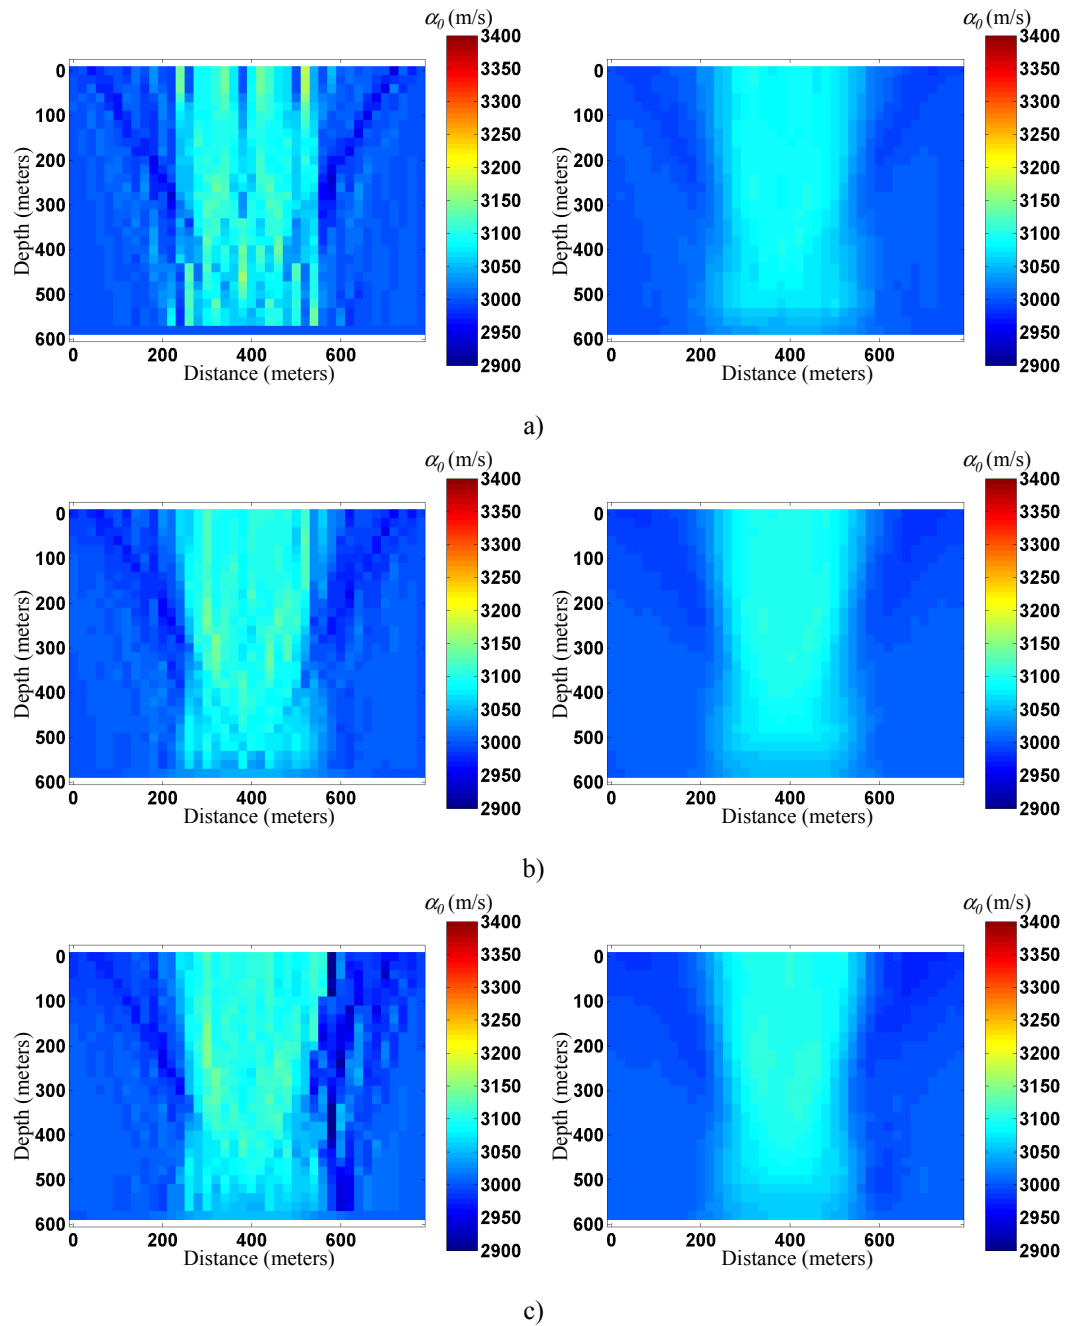 α0 (m/s) α0 (m/s)
3400 3400
0 3350 0 3350
100 3300 100 3300
3250 3250
200 3200 200 3200
300 3150 300 3150
Depth (meters) Depth (meters)
400 3100 400 3100
3050 3050
500 3000 500 3000
600 2950 600 2950
0 200 400 600 0 200 400 600
2900 2900
Distance (meters) Distance (meters)
a)
α0 (m/s) α0 (m/s)
3400 3400
0 3350 0 3350
100 3300 100 3300
3250 3250
200 3200 200 3200
300 3150 300 3150
Depth (meters) Depth (meters)
400 3100 400 3100
3050 3050
500 3000 500 3000
600 2950 600 2950
0 200 400 600 0 200 400 600
2900 2900
Distance (meters) Distance (meters)
b)
α0 (m/s) α0 (m/s)
3400 3400
0 3350 0 3350
100 3300 100 3300
3250 3250
200 3200 200 3200
300 3150 300 3150
Depth (meters) Depth (meters)
400 3100 400 3100
3050 3050
500 3000 500 3000
600 2950 600 2950
0 200 400 600 0 200 400 600
2900 2900
Distance (meters) Distance (meters)
c)